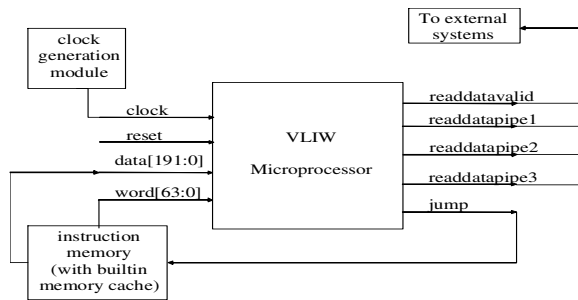 To external
systems
clock
generation
module
clock
reset
data[191:0]
word[63:0]
VLIW
Microprocessor
readdatavalid
readdatapipe1
readdatapipe2
readdatapipe3
jump
instruction
memory
(with builtin
memory cache)